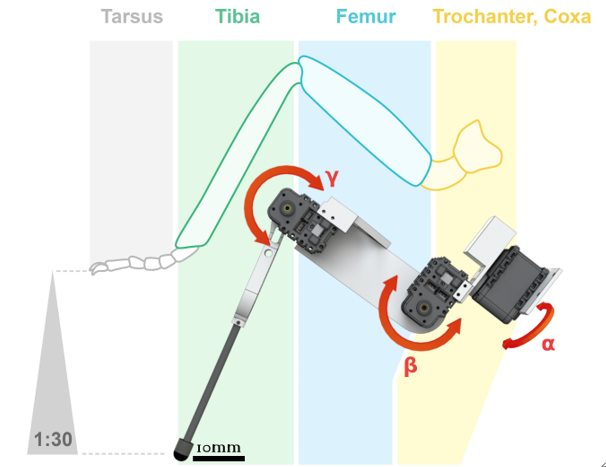 Tarsus
Tibia
Femur
Trochanter, Coxa
γ
β
α
1:30
10mm